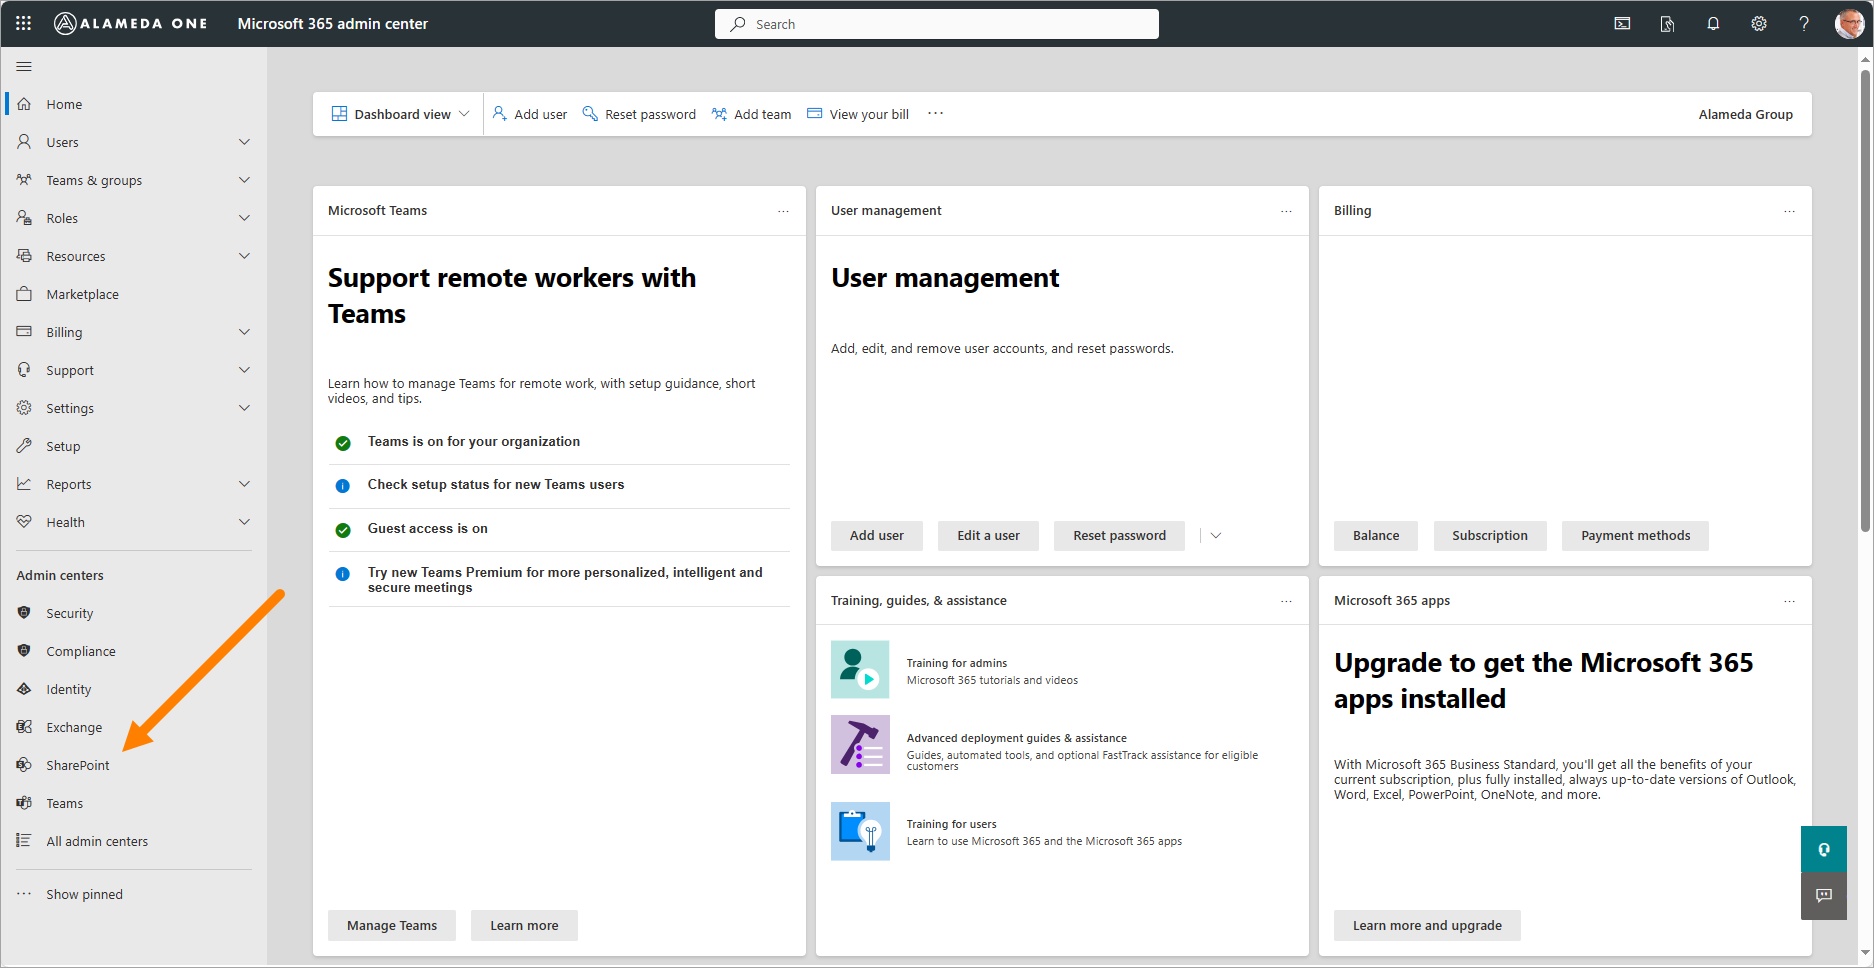 ALAMEDA ONE
Microsoft 365 admin center
Search
Home
Users
Teams & groups
Roles
Resources
Marketplace
Billing
Support
Settings
Setup
Reports
Health
Admin centers
Security
Compliance
Identity
Exchange
SharePoint
Teams
All admin centers
Show pinned
Dashboard view
Add user
Reset password
Add team
View your bill
Alameda Group
Microsoft Teams
Support remote workers with
Teams
Learn how to manage Teams for remote work, with setup guidance, short
videos, and tips.
Teams is on for your organization
Check setup status for new Teams users
Guest access is on
Try new Teams Premium for more personalized, intelligent and
secure meetings
Manage Teams
Learn more
User management
User management
Add, edit, and remove user accounts, and reset passwords.
Add user
Edit a user
Reset password
Billing
Balance
Subscription
Payment methods
Training, guides, & assistance
Training for admins
Microsoft 365 tutorials and videos
Advanced deployment guides & assistance
Guides, automated tools, and optional FastTrack assistance for eligible
customers
Training for users
Learn to use Microsoft 365 and the Microsoft 365 apps
Microsoft 365 apps
Upgrade to get the Microsoft 365
apps installed
With Microsoft 365 Business Standard, you'll get all the benefits of your
current subscription, plus fully installed, always up-to-date versions of Outlook,
Word, Excel, PowerPoint, OneNote, and more.
Learn more and upgrade